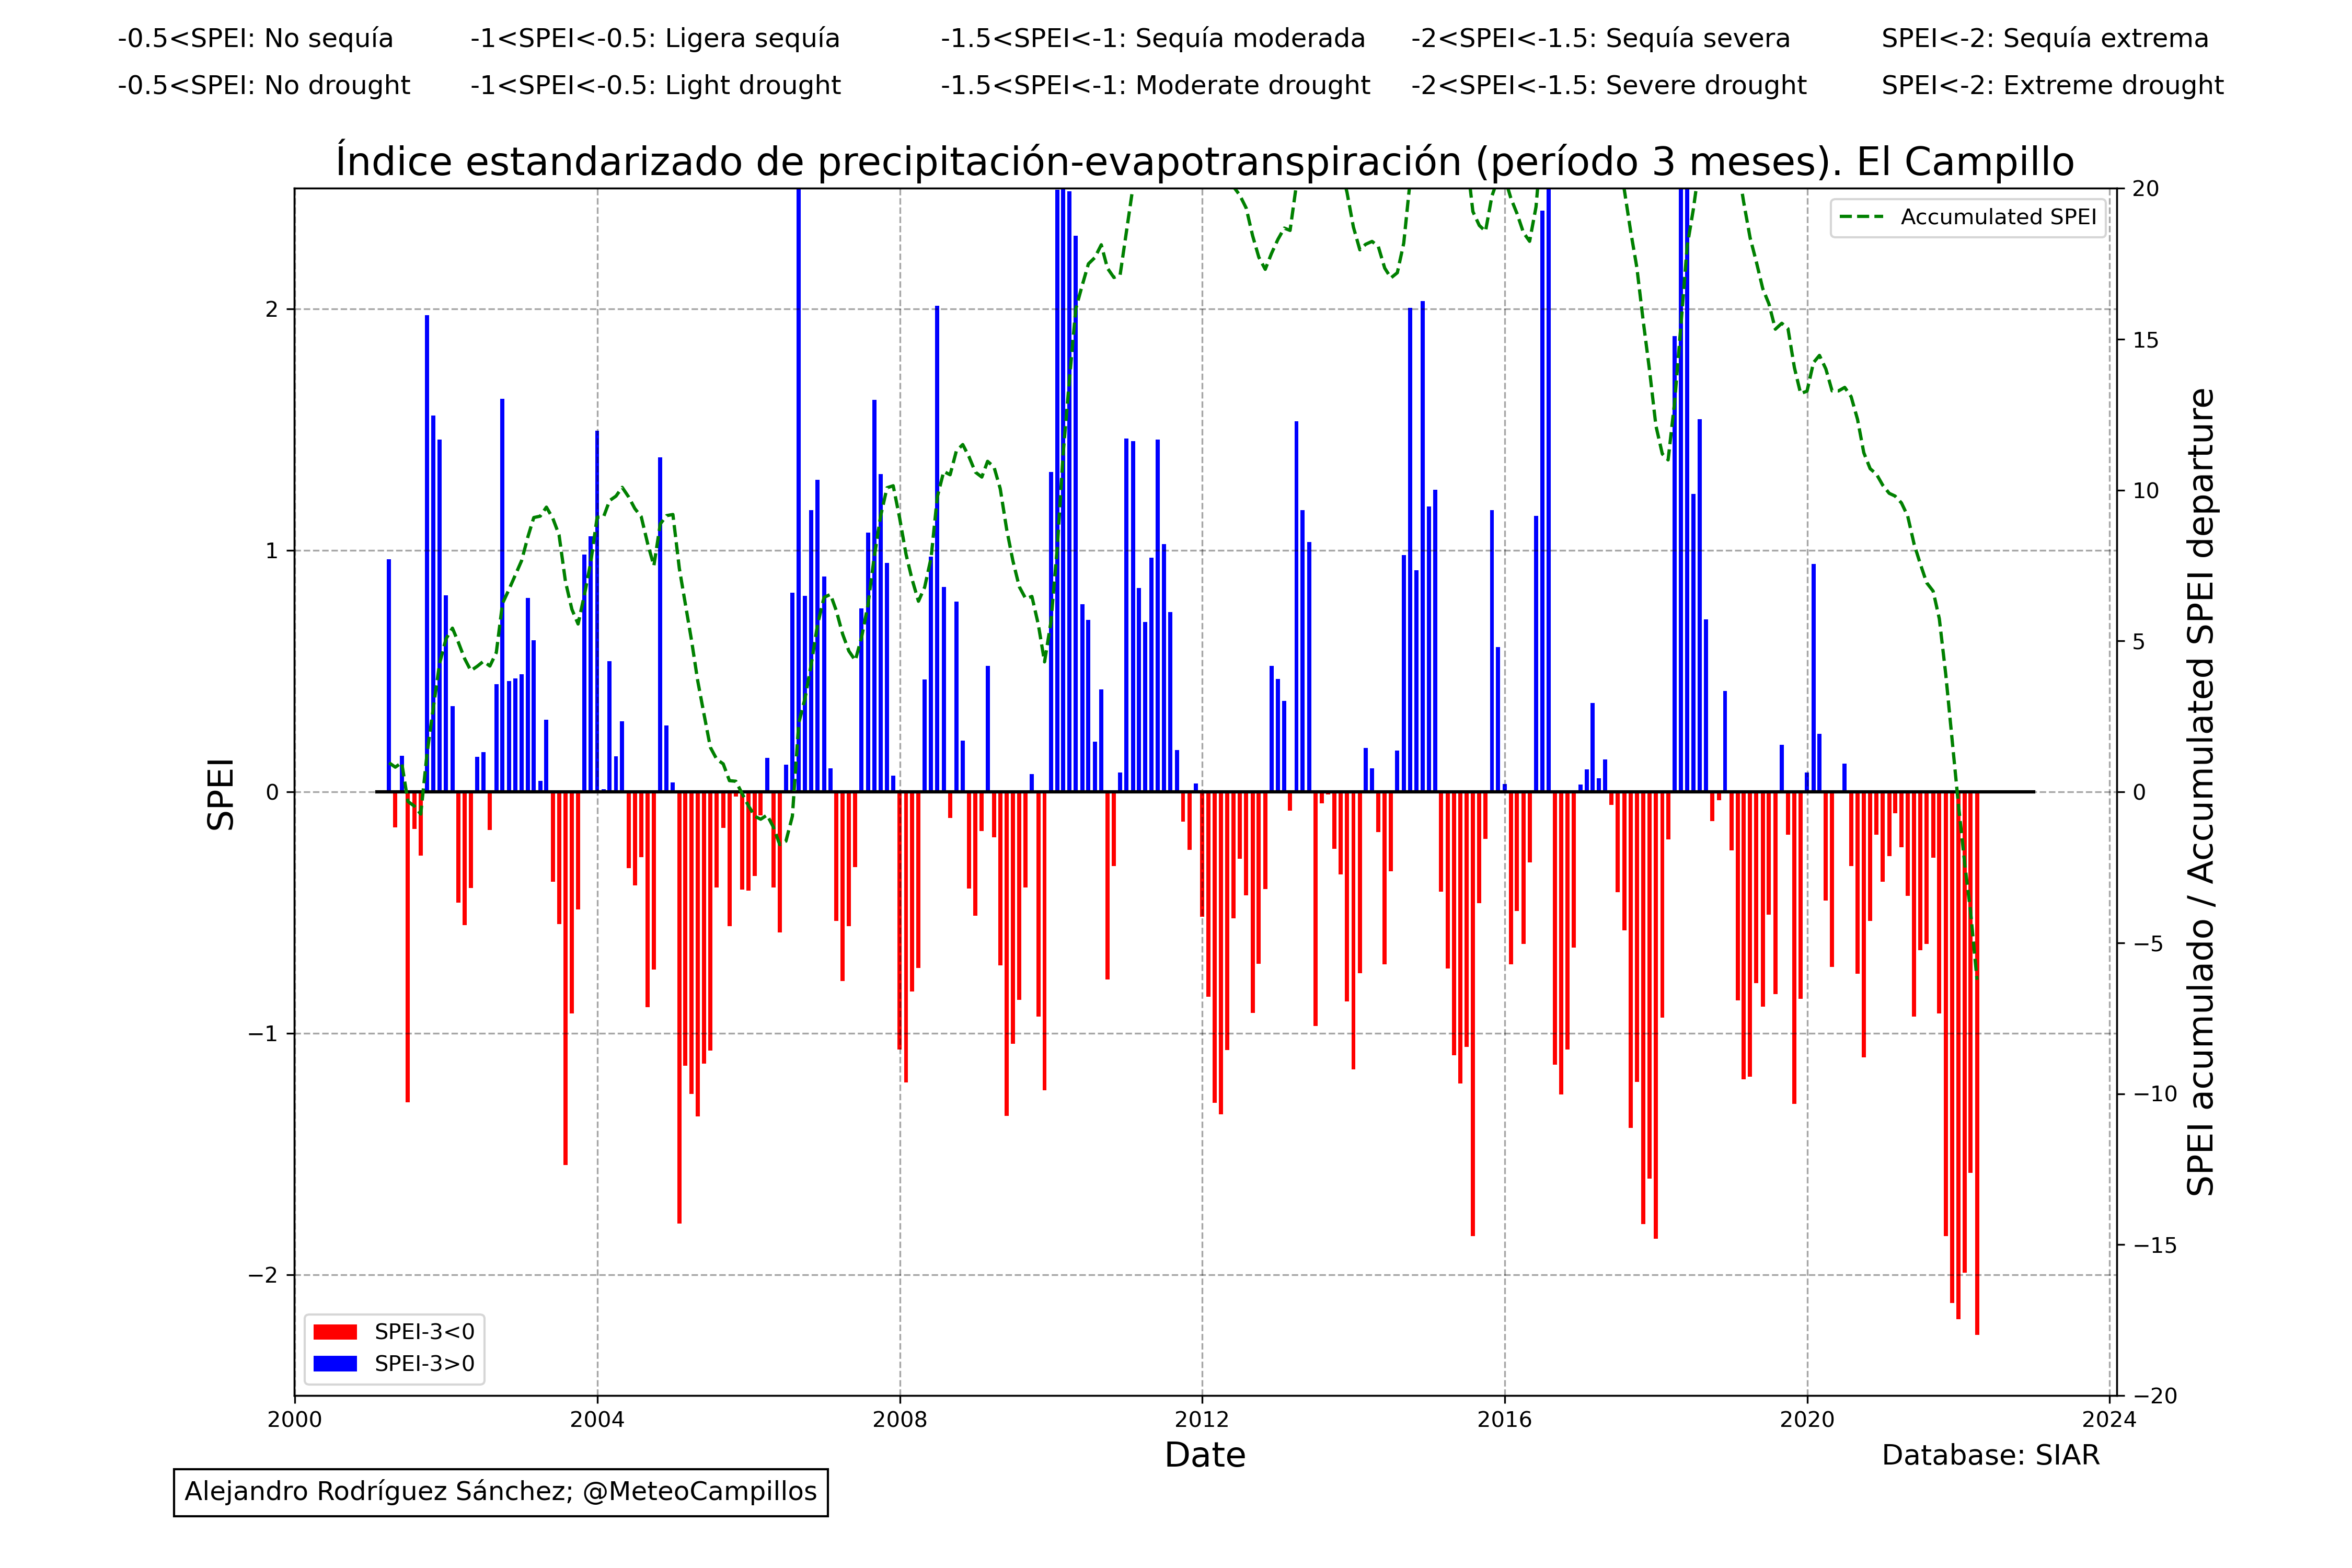 -0.5<SPEI: No sequía -1<SPEI<-0.5: Ligera sequía -1.5<SPEI<-1: Sequía moderada -2<SPEI<-1.5: Sequía severa SPEI<-2: Sequía extrema
-0.5<SPEI: No drought -1<SPEI<-0.5: Light drought -1.5<SPEI<-1: Moderate drought -2<SPEI<-1.5: Severe drought SPEI<-2: Extreme drought
Índice estandarizado de precipitación-evapotranspiración (período 3 meses). El Campillo
Accumulated SPEI
2
1
0
−1
−2
SPEI
20
15
10
5
0
−5
−10
−15
−20
SPEI acumulado / Accumulated SPEI departure
SPEI-3<0
SPEI-3>0
2000 2004 2008 2012 2016 2020 2024
Date
Database: SIAR
Alejandro Rodríguez Sánchez; @MeteoCampillos